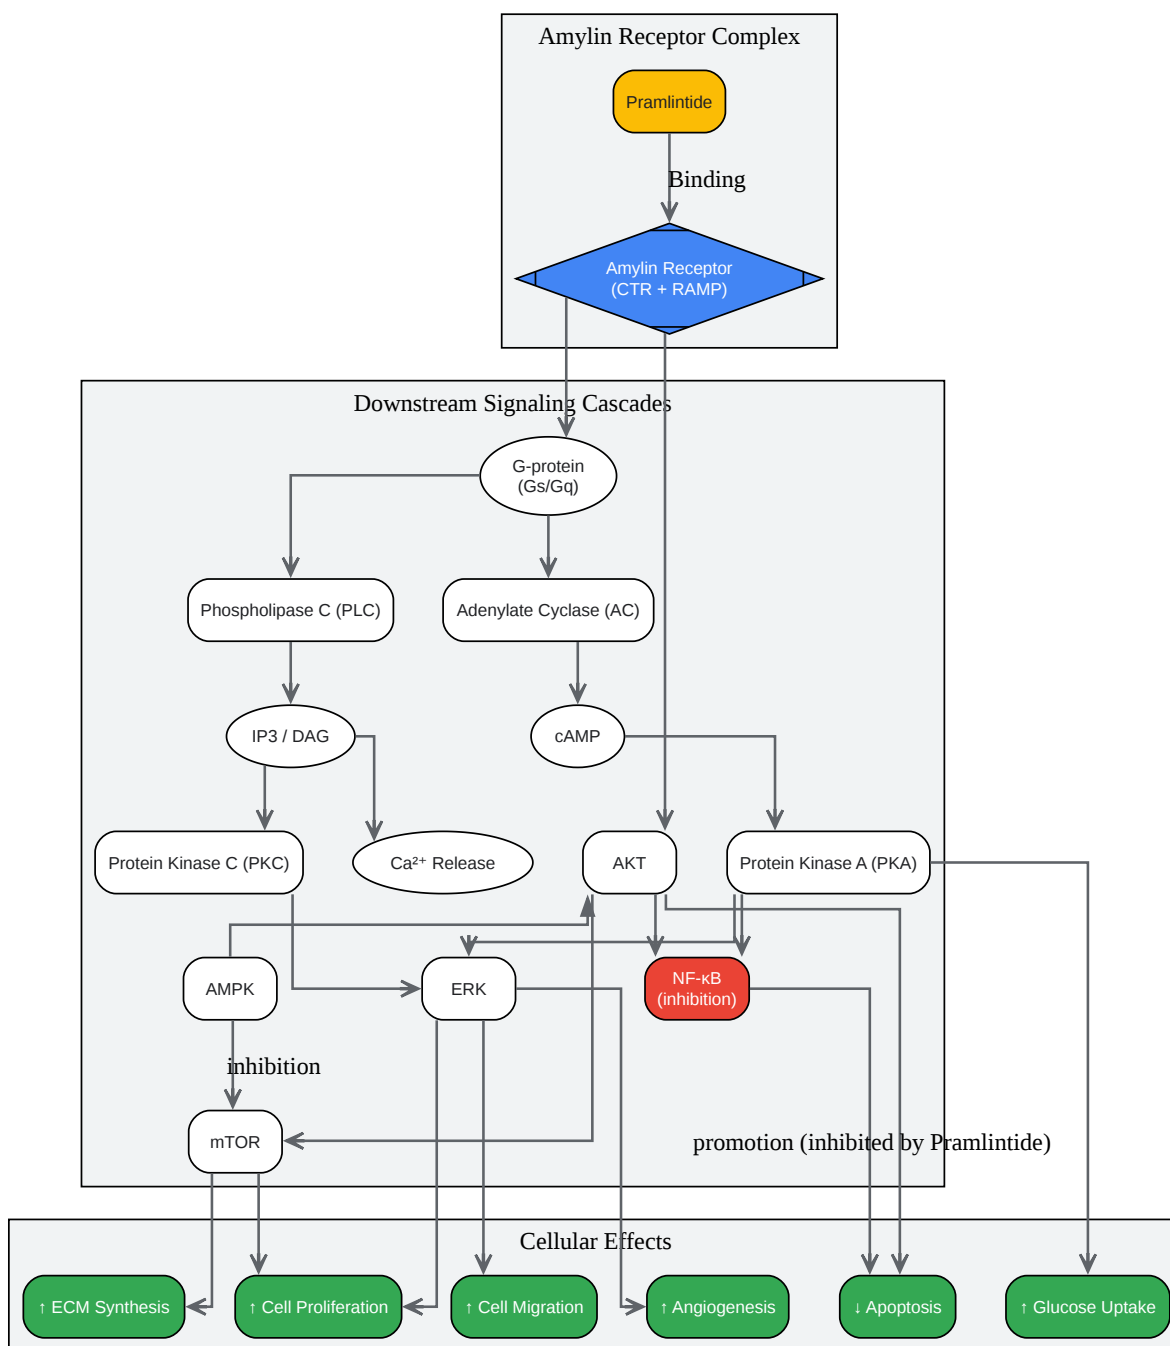 Amylin Receptor Complex
Pramlintide
Binding
Amylin Receptor
(CTR + RAMP)
Downstream Signaling Cascades
G-protein
(Gs/Gq)
Phospholipase C (PLC)
Adenylate Cyclase (AC)
IP3 / DAG
cAMP
Protein Kinase C (PKC)
Ca²⁺ Release
AKT
Protein Kinase A (PKA)
AMPK
ERK
NF-κB
(inhibition)
inhibition
mTOR
promotion (inhibited by Pramlintide)
Cellular Effects
↑ ECM Synthesis
↑ Cell Proliferation
↑ Cell Migration
↑ Angiogenesis
↓ Apoptosis
↑ Glucose Uptake